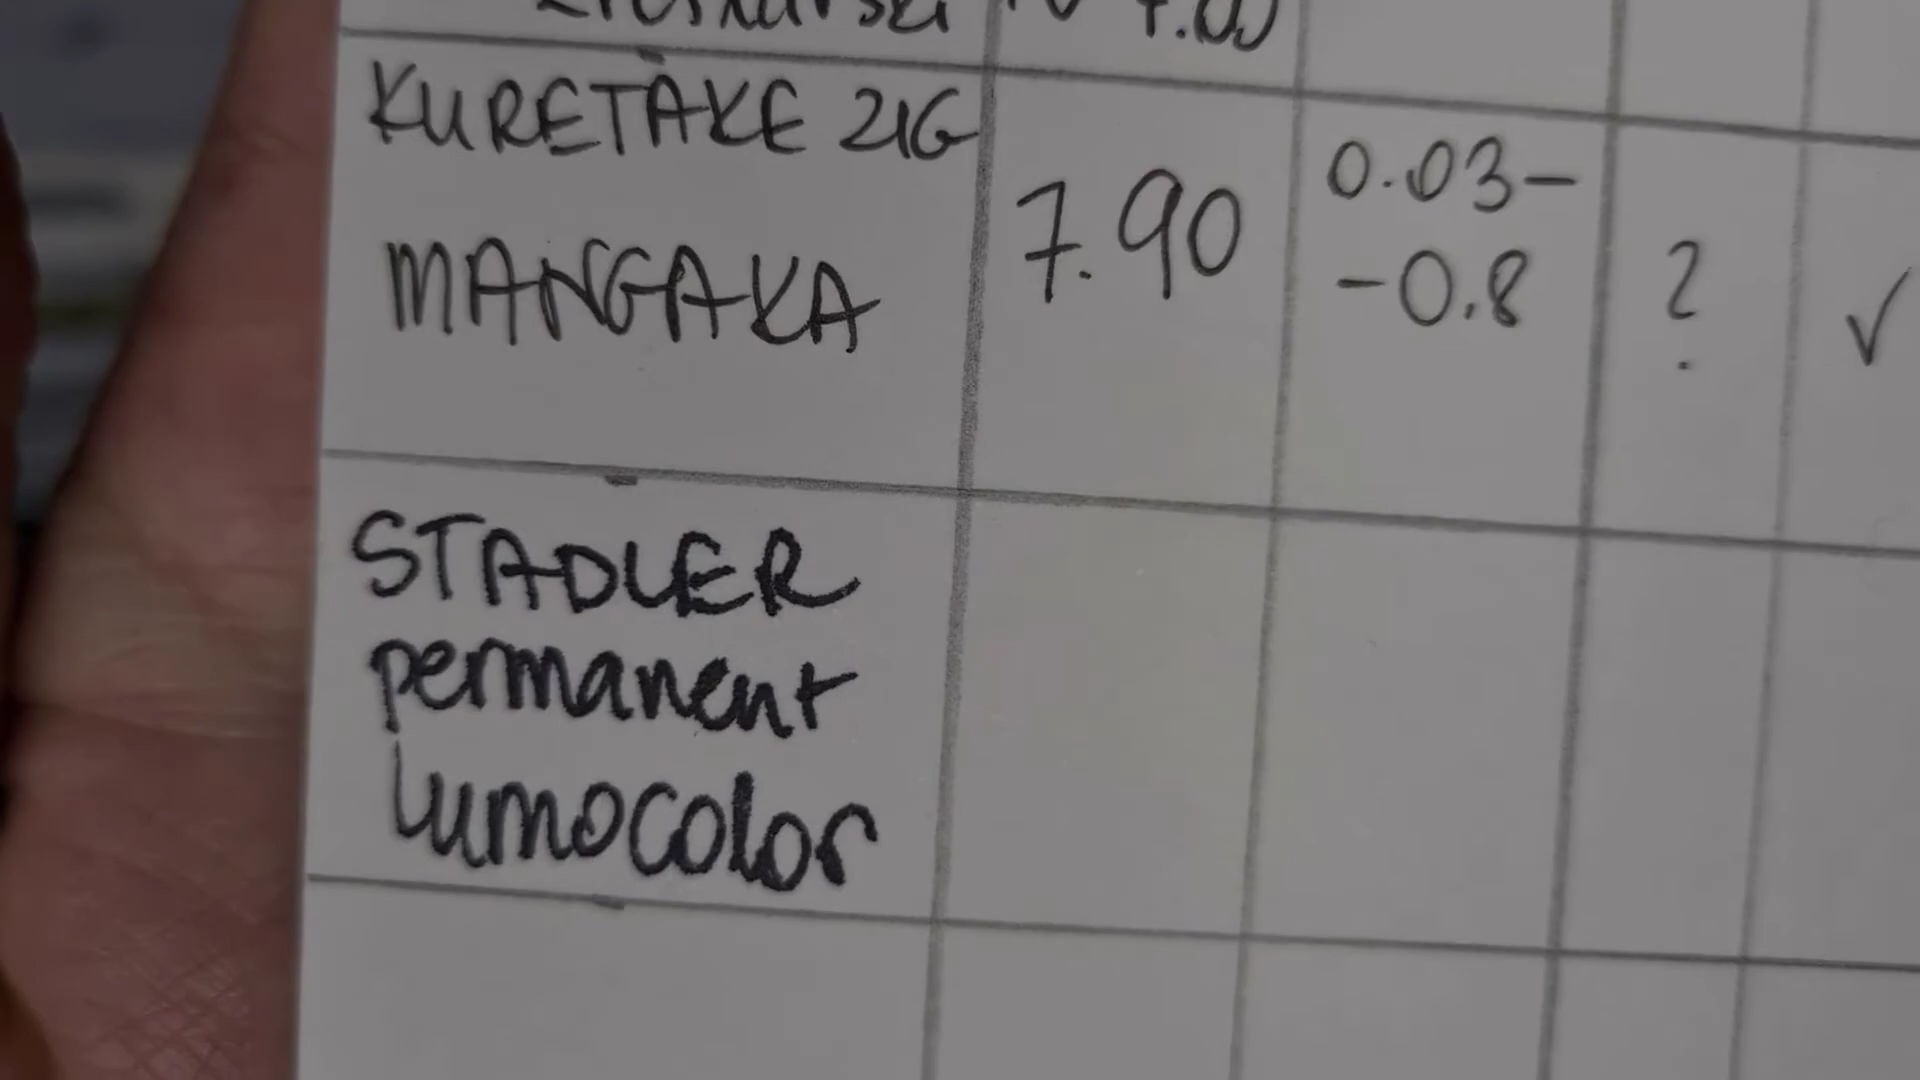 KURETAKE ZIG
MANGAKA
7.90
0.03-
-0.8
?
✓
STADLER
permanent
lumocolor